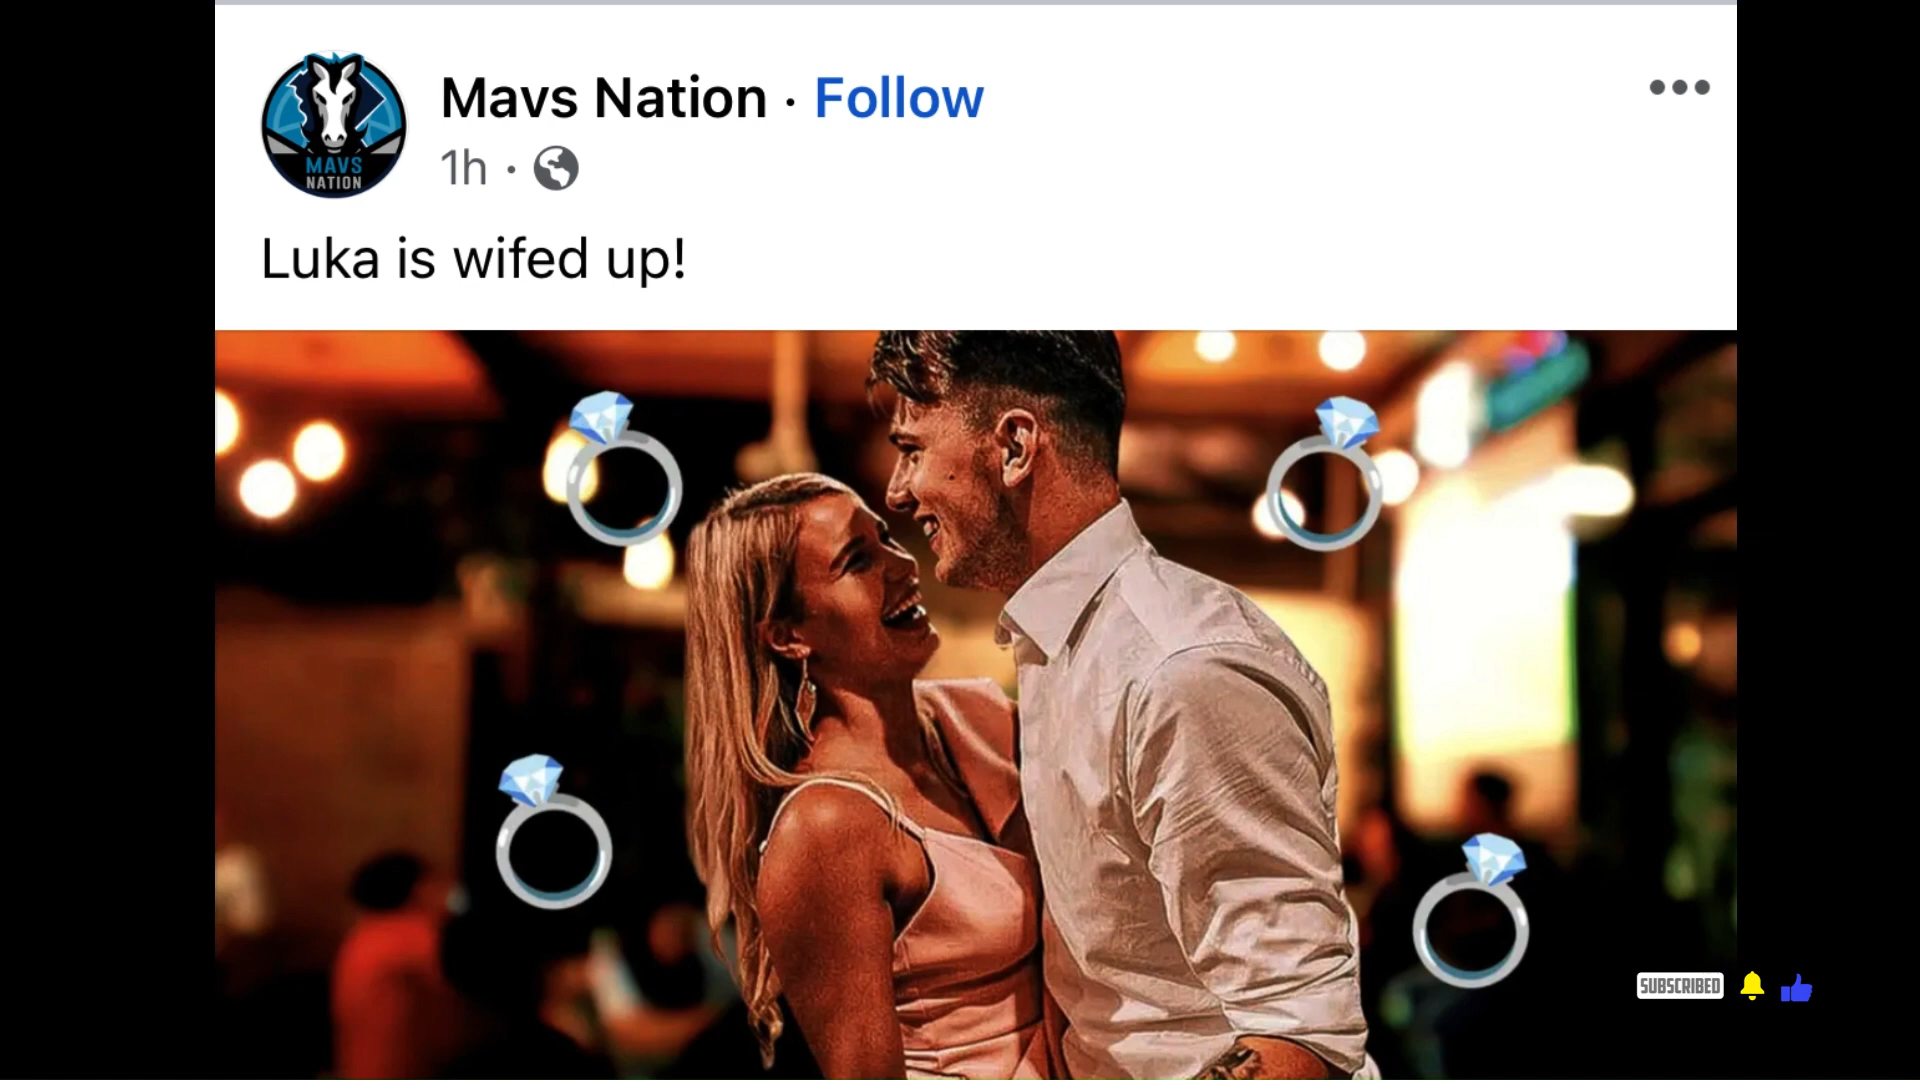 Mavs Nation · Follow
MAVS
NATION
1h ·
Luka is wifed up!
SUBSCRIBED